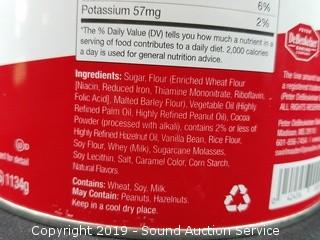 6%
Potassium 57mg
2%
*The % Daily Value (DV) tells you how much a nutrient in a
serving of food contributes to a daily diet. 2,000 calories
a day is used for general nutrition advice.
Ingredients: Sugar, Flour (Enriched Wheat Flour
[Niacin, Reduced Iron, Thiamine Mononitrate, Riboflavin,
Folic Acid], Malted Barley Flour), Vegetable Oil (Highly
Refined Palm Oil, Highly Refined Peanut Oil), Cocoa
Powder (processed with alkali), contains 2% or less of
Highly Refined Hazelnut Oil, Vanilla Bean, Rice Flour,
Soy Flour, Whey (Milk), Sugarcane Molasses,
Soy Lecithin, Salt, Caramel Color, Corn Starch,
Natural Flavors.
Contains: Wheat, Soy, Milk.
May Contain: Peanuts, Hazelnuts.
Keep in a cool dry place.
1134g
Madison, MS 39110
Copyright 2019 - Sound Auction Service